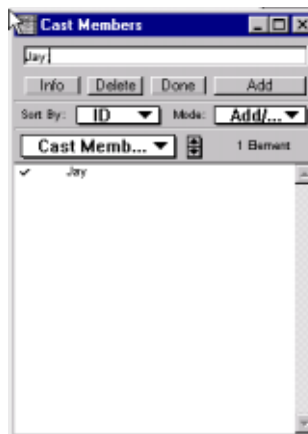 Cast Members
Jay
Info Delete Done Add
Sort By: ID Mode: Add/...
Cast Memb... 1 Element
Jay